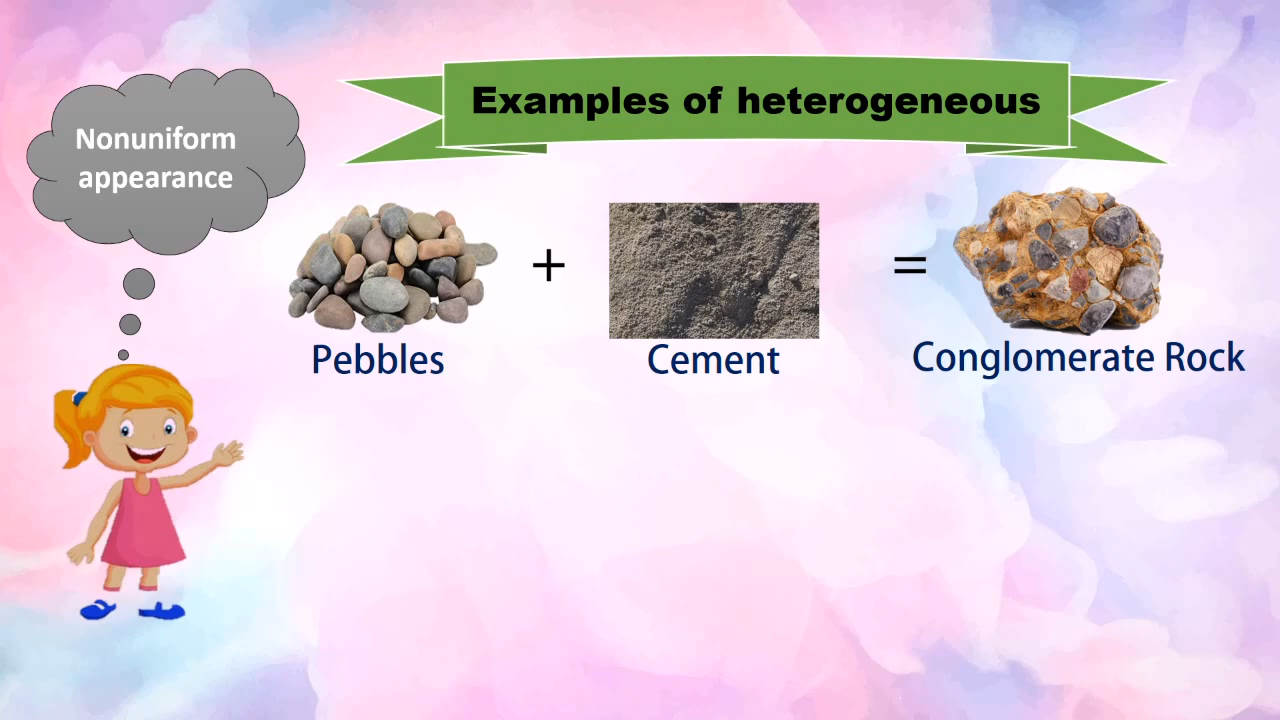 Examples of heterogeneous
Nonuniform
appearance
+
=
Pebbles
Cement
Conglomerate Rock